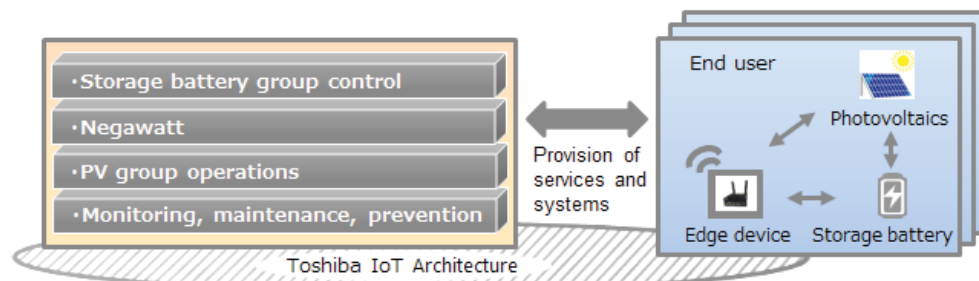 ・Storage battery group control
・Negawatt
・PV group operations
・Monitoring, maintenance, prevention
Toshiba IoT Architecture
Provision of
services and
systems
End user
Photovoltaics
Edge device
Storage battery